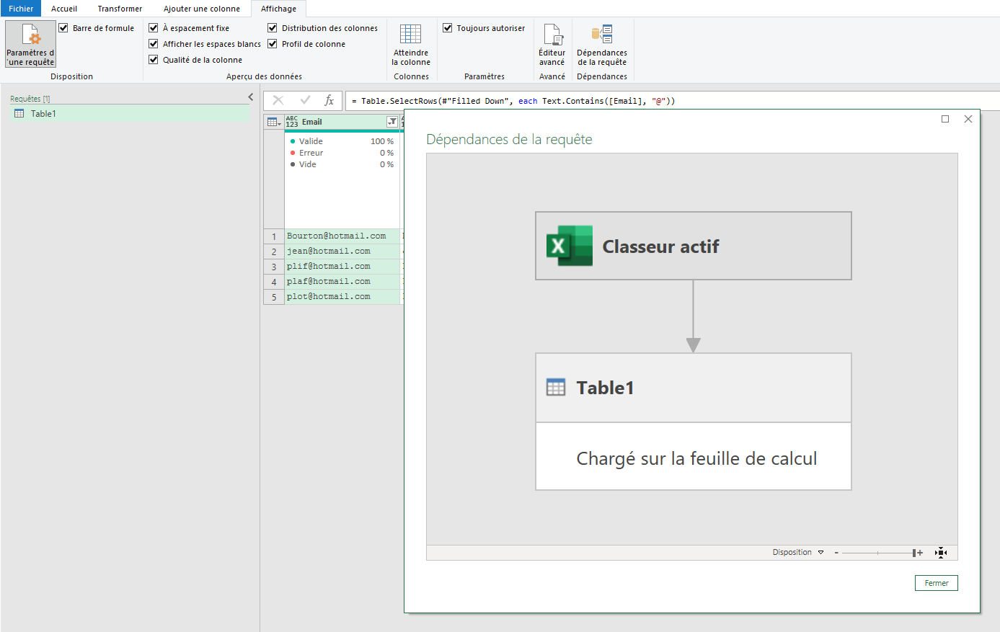 Fichier Accueil Transformer Ajouter une colonne Affichage
Paramètres d
'une requête
Barre de formule
Disposition
À espacement fixe
Afficher les espaces blancs
Qualité de la colonne
Distribution des colonnes
Profil de colonne
Aperçu des données
Atteindre
la colonne
Colonnes
Toujours autoriser
Paramètres
Éditeur
avancé
Avancé
Dépendances
de la requête
Dépendances
Requêtes [1]
Table1
fx
= Table.SelectRows(#"Filled Down", each Text.Contains([Email], "@"))
ABC
123
Email
Valide 100 %
Erreur 0 %
Vide 0 %
1 Bourton@hotmail.com
2 jean@hotmail.com
3 plif@hotmail.com
4 plaf@hotmail.com
5 plot@hotmail.com
Dépendances de la requête
X
Classeur actif
Table1
Chargé sur la feuille de calcul
Disposition
Fermer